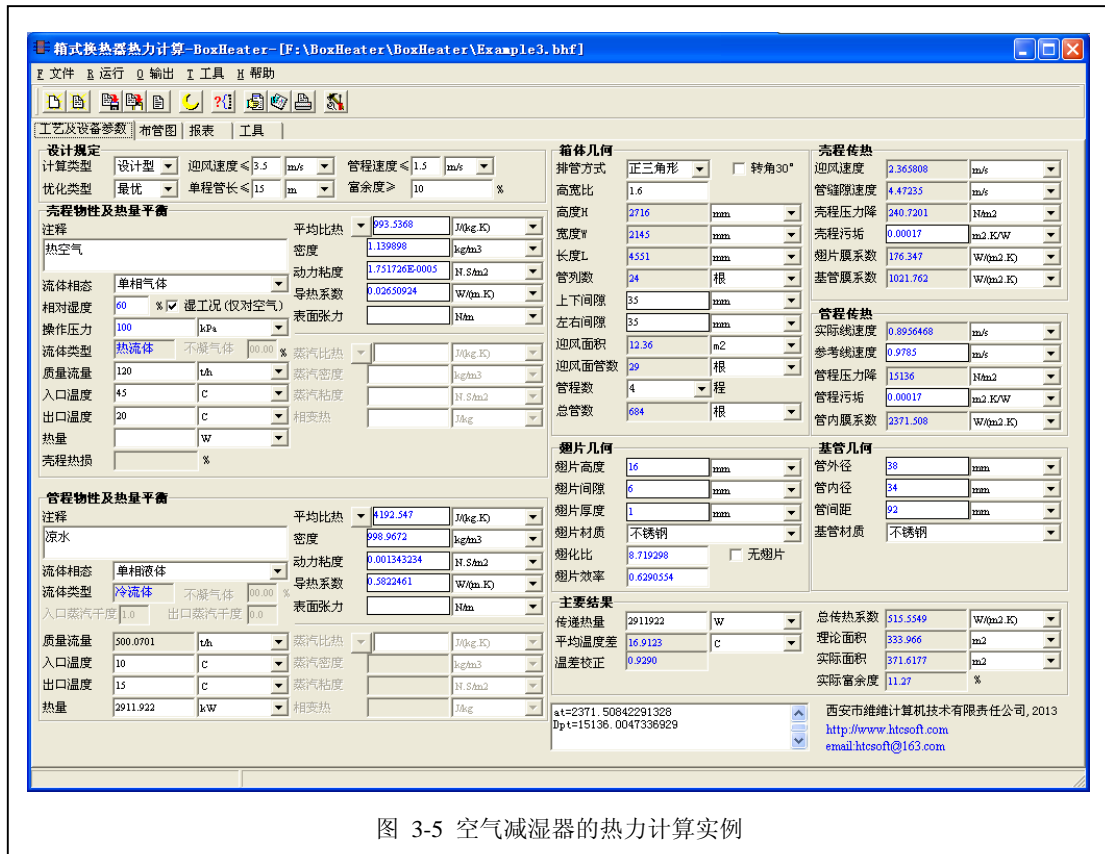 箱式换热器热力计算-BoxHeater-[F:\BoxHeater\BoxHeater\Example3.bhf]
F 文件 R 运行 O 输出 T 工具 H 帮助
工艺及设备参数 布管图 报表 工具
设计规定
计算类型 设计型 迎风速度≤ 3.5 m/s 管程速度≤ 1.5 m/s
优化类型 最优 单程管长≤ 15 m 富余度≥ 10 %
壳程物性及热量平衡
注释 平均比热 993.5368 J/(kg.K)
热空气 密度 1.139898 kg/m3
动力粘度 1.751726E-0005 N.S/m2
流体相态 单相气体 导热系数 0.02650924 W/(m.K)
相对湿度 60 % 湿工况(仅对空气) 表面张力 N/m
操作压力 100 kPa
流体类型 热流体 不凝气体 00.00 % 蒸汽比热 J/(kg.K)
质量流量 120 t/h 蒸汽密度 kg/m3
入口温度 45 C 蒸汽粘度 N.S/m2
出口温度 20 C 相变热 J/kg
热量 W
壳程热损 %
管程物性及热量平衡
注释 平均比热 4192.547 J/(kg.K)
凉水 密度 998.9672 kg/m3
动力粘度 0.001343234 N.S/m2
流体相态 单相液体 导热系数 0.5822461 W/(m.K)
流体类型 冷流体 不凝气体 00.00 % 表面张力 N/m
入口蒸汽干度 1.0 出口蒸汽干度 0.0
质量流量 500.0701 t/h 蒸汽比热 J/(kg.K)
入口温度 10 C 蒸汽密度 kg/m3
出口温度 15 C 蒸汽粘度 N.S/m2
热量 2911.922 kW 相变热 J/kg
箱体几何
排管方式 正三角形 转角30°
高宽比 1.6
高度H 2716 mm
宽度W 2145 mm
长度L 4551 mm
管列数 24 根
上下间隙 35 mm
左右间隙 35 mm
迎风面积 12.36 m2
迎风面管数 29 根
管程数 4 程
总管数 684 根
壳程传热
迎风速度 2.365808 m/s
管缝隙速度 4.47235 m/s
壳程压力降 240.7201 N/m2
壳程污垢 0.00017 m2.K/W
翅片膜系数 176.347 W/(m2.K)
基管膜系数 1021.762 W/(m2.K)
管程传热
实际线速度 0.8956468 m/s
参考线速度 0.9785 m/s
管程压力降 15136 N/m2
管程污垢 0.00017 m2.K/W
管内膜系数 2371.508 W/(m2.K)
翅片几何
翅片高度 16 mm
翅片间隙 6 mm
翅片厚度 1 mm
翅片材质 不锈钢
翅化比 8.719298 无翅片
翅片效率 0.6290554
基管几何
管外径 38 mm
管内径 34 mm
管间距 92 mm
基管材质 不锈钢
主要结果
传递热量 2911922 W 总传热系数 515.5549 W/(m2.K)
平均温度差 16.9123 C 理论面积 333.966 m2
温差校正 0.9290 实际面积 371.6177 m2
实际富余度 11.27 %
at=2371.50842291328
Dpt=15136.0047336929
西安市维维计算机技术有限责任公司, 2013
http://www.htcsoft.com
email:htcsoft@163.com
图 3-5 空气减湿器的热力计算实例